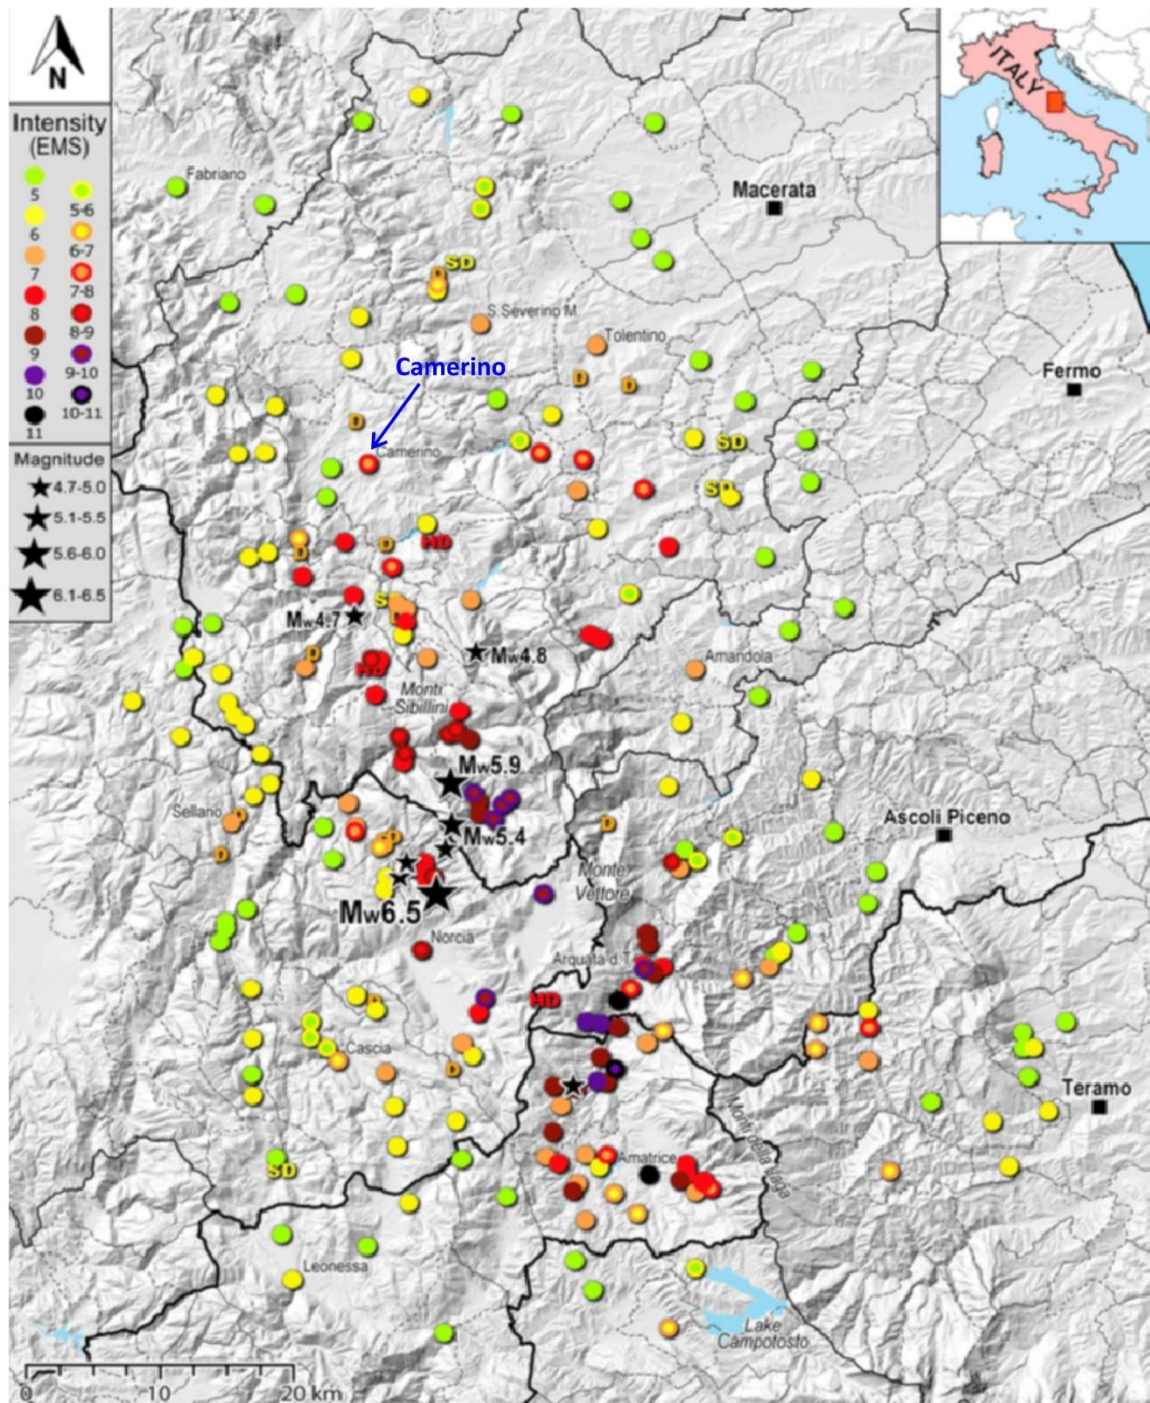 N
ITALY
Intensity
(EMS)
5
5-6
6
6-7
7
7-8
8
8-9
9
9-10
10
10-11
11
Magnitude
4.7-5.0
5.1-5.5
5.6-6.0
6.1-6.5
Fabriano
Macerata
SD
D
S.Severino M.
Tolentino
D
D
Fermo
Camerino
D
Camerino
SD
SD
D
HD
D
SD
D
Mw4.7
Mw4.8
D
HD
Amandola
Monti
Sibillini
Mw5.9
Sellano
D
D
Ascoli Piceno
Mw5.4
D
D
Monte
Vettore
Mw6.5
Norcia
Arquata d.T.
HD
D
Cascia
D
Teramo
Monti della Laga
SD
Amatrice
Leonessa
Lake
Campotosto
0
10
20 km